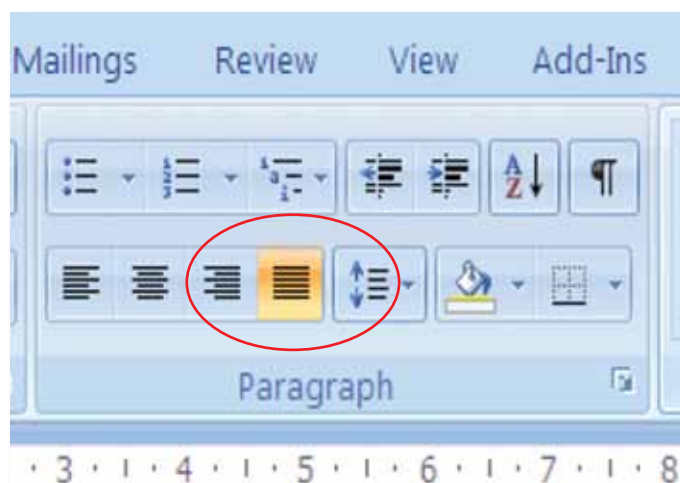 Mailings Review View Add-Ins
A
Z
¶
Paragraph
· 3 · ı · 4 · ı · 5 · ı · 6 · ı · 7 · ı · 8